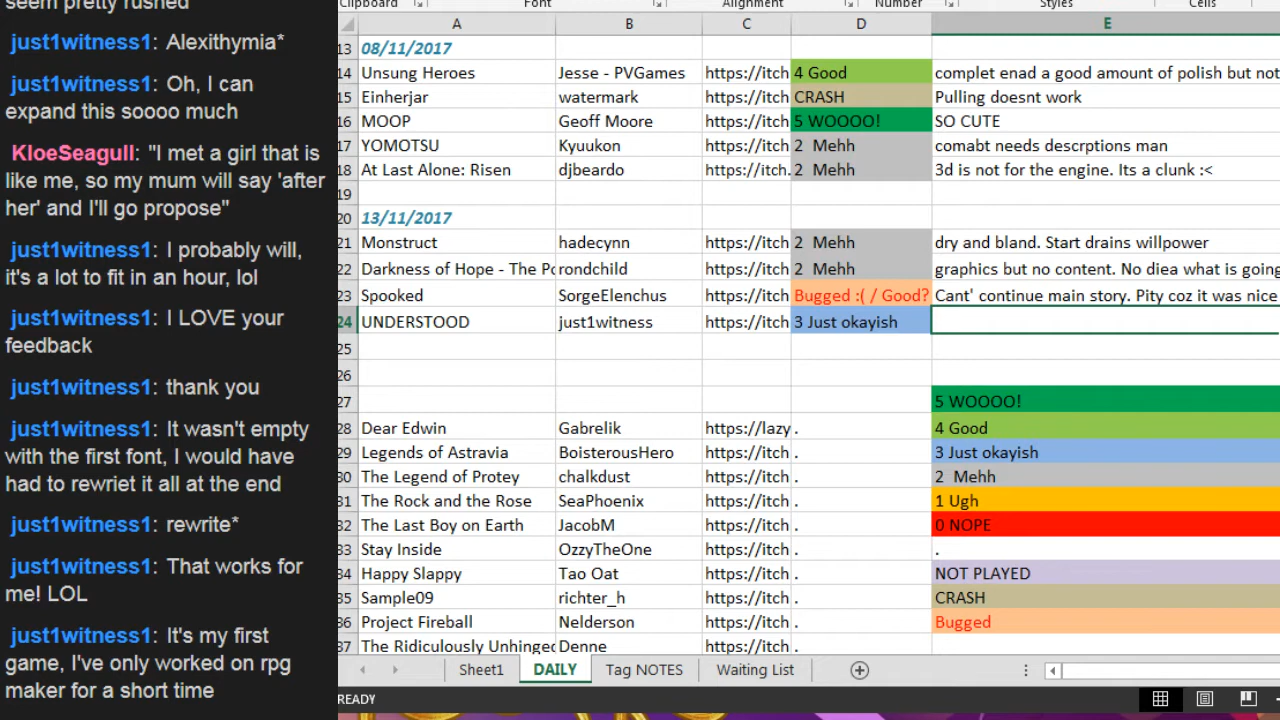 seem pretty rushed
just1witness1: Alexithymia*
just1witness1: Oh, I can
expand this soooo much
KloeSeagull: "I met a girl that is
like me, so my mum will say 'after
her' and I'll go propose"
just1witness1: I probably will,
it's a lot to fit in an hour, lol
just1witness1: I LOVE your
feedback
just1witness1: thank you
just1witness1: It wasn't empty
with the first font, I would have
had to rewriet it all at the end
just1witness1: rewrite*
just1witness1: That works for
me! LOL
just1witness1: It's my first
game, I've only worked on rpg
maker for a short time
Clipboard Font Alignment Number Styles Cells
A B C D E
13 08/11/2017
14 Unsung Heroes Jesse - PVGames https://itch 4 Good complet enad a good amount of polish but not
15 Einherjar watermark https://itch CRASH Pulling doesnt work
16 MOOP Geoff Moore https://itch 5 WOOOO! SO CUTE
17 YOMOTSU Kyuukon https://itch 2 Mehh comabt needs descrptions man
18 At Last Alone: Risen djbeardo https://itch. 2 Mehh 3d is not for the engine. Its a clunk :<
19
20 13/11/2017
21 Monstruct hadecynn https://itch 2 Mehh dry and bland. Start drains willpower
22 Darkness of Hope - The Po rondchild https://itch 2 Mehh graphics but no content. No diea what is going
23 Spooked SorgeElenchus https://itch Bugged :( / Good? Cant' continue main story. Pity coz it was nice
24 UNDERSTOOD just1witness https://itch 3 Just okayish
25
26
27 5 WOOOO!
28 Dear Edwin Gabrelik https://lazy . 4 Good
29 Legends of Astravia BoisterousHero https://itch . 3 Just okayish
30 The Legend of Protey chalkdust https://itch . 2 Mehh
31 The Rock and the Rose SeaPhoenix https://itch . 1 Ugh
32 The Last Boy on Earth JacobM https://itch . 0 NOPE
33 Stay Inside OzzyTheOne https://itch . .
34 Happy Slappy Tao Oat https://itch . NOT PLAYED
35 Sample09 richter_h https://itch . CRASH
36 Project Fireball Nelderson https://itch . Bugged
37 The Ridiculously Unhinged Denne https://itch .
Sheet1 DAILY Tag NOTES Waiting List
READY